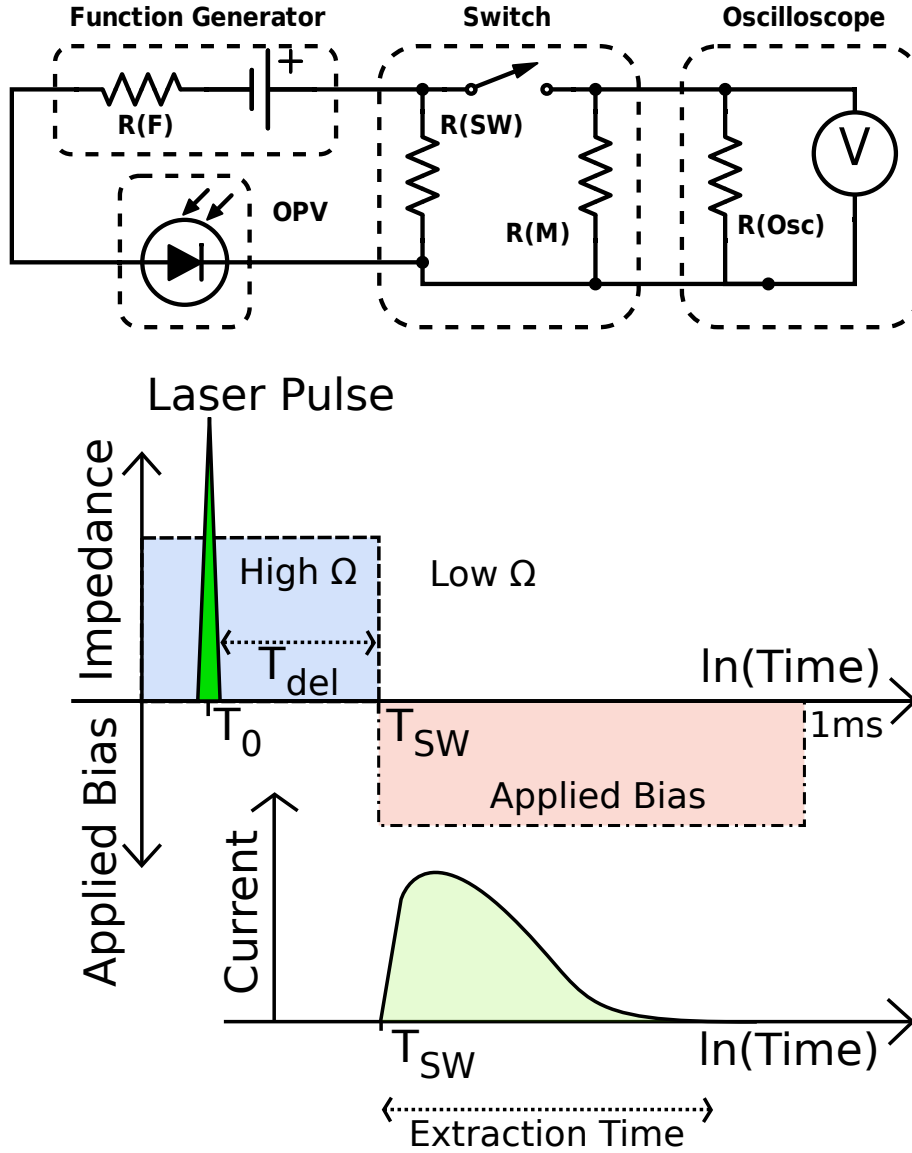 Function Generator
Switch
Oscilloscope
+
R(F)
R(SW)
V
OPV
R(M)
R(Osc)
Laser Pulse
Impedance
High Ω
Low Ω
T_del
ln(Time)
T_0
T_SW
1ms
Applied Bias
Applied Bias
Current
T_SW
ln(Time)
Extraction Time